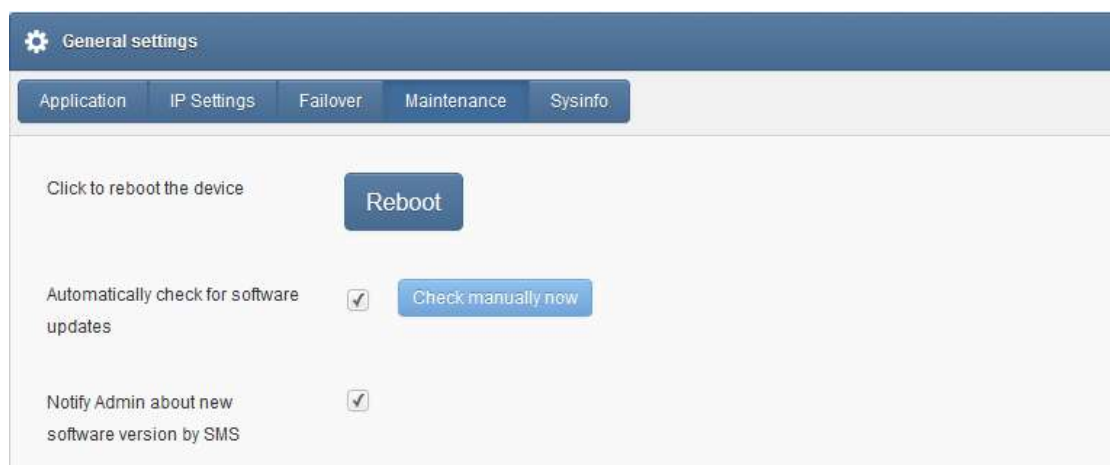 General settings
Application IP Settings Failover Maintenance Sysinfo
Click to reboot the device
Reboot
Automatically check for software
updates
Check manually now
Notify Admin about new
software version by SMS